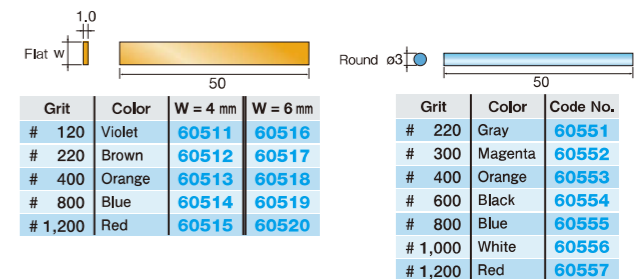 1.0
Flat W
50
Grit Color W = 4 mm W = 6 mm
# 120 Violet 60511 60516
# 220 Brown 60512 60517
# 400 Orange 60513 60518
# 800 Blue 60514 60519
# 1,200 Red 60515 60520
Round ø3
50
Grit Color Code No.
# 220 Gray 60551
# 300 Magenta 60552
# 400 Orange 60553
# 600 Black 60554
# 800 Blue 60555
# 1,000 White 60556
# 1,200 Red 60557